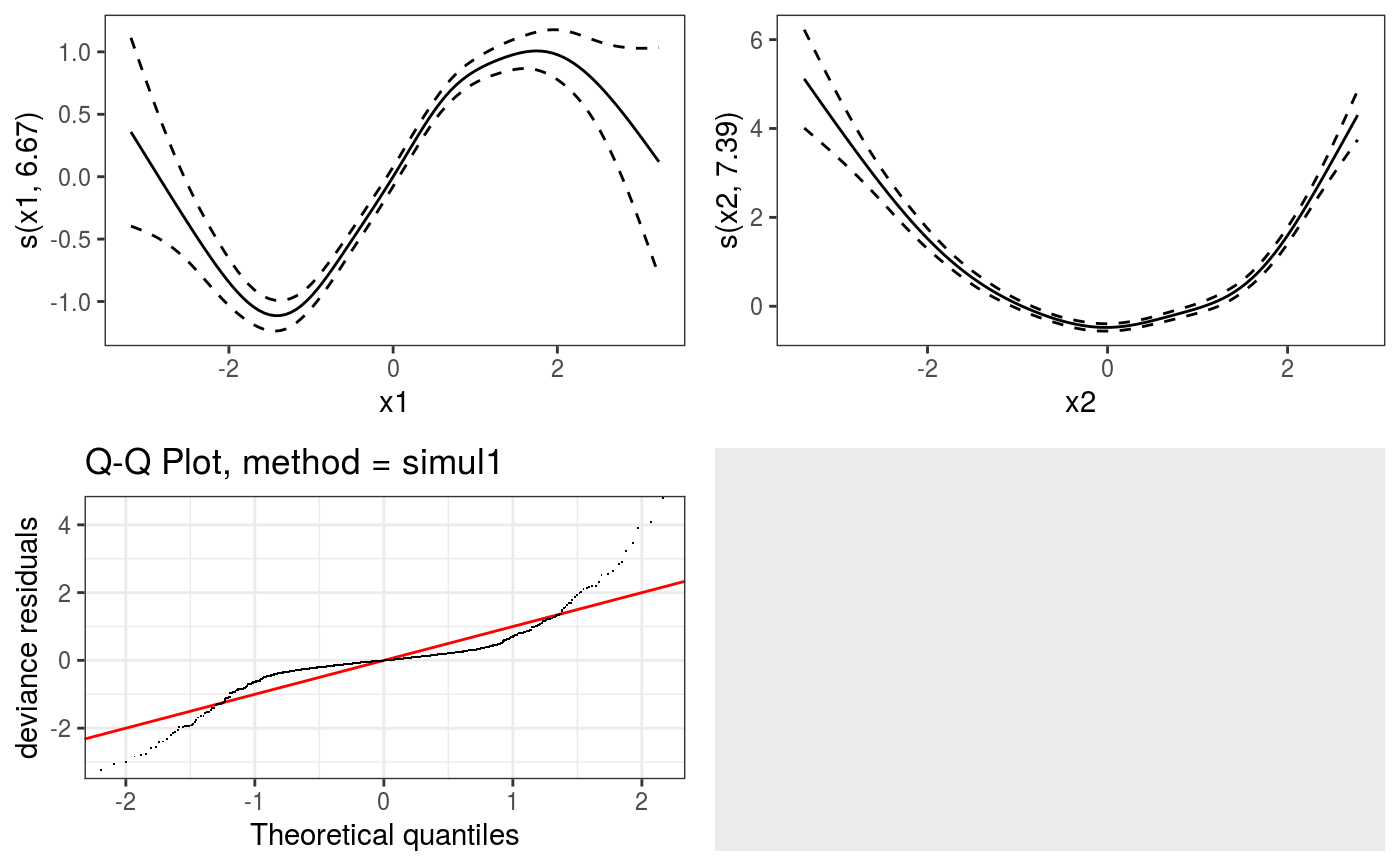 s(x1, 6.67)
1.0
0.5
0.0
-0.5
-1.0
-2 0 2
x1
s(x2, 7.39)
6
4
2
0
-2 0 2
x2
Q-Q Plot, method = simul1
deviance residuals
4
2
0
-2
-2 -1 0 1 2
Theoretical quantiles